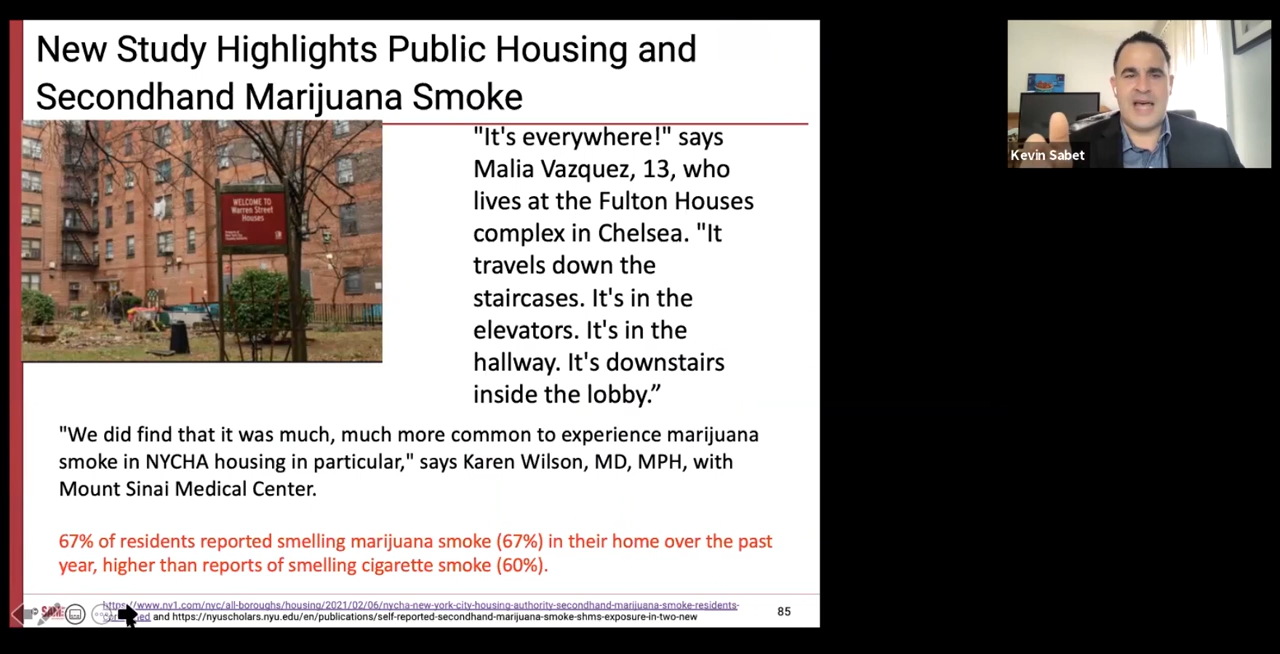 New Study Highlights Public Housing and
Secondhand Marijuana Smoke
WELCOME TO
Warren Street
Houses
"It's everywhere!" says
Malia Vazquez, 13, who
lives at the Fulton Houses
complex in Chelsea. "It
travels down the
staircases. It's in the
elevators. It's in the
hallway. It's downstairs
inside the lobby.”
"We did find that it was much, much more common to experience marijuana
smoke in NYCHA housing in particular," says Karen Wilson, MD, MPH, with
Mount Sinai Medical Center.
67% of residents reported smelling marijuana smoke (67%) in their home over the past
year, higher than reports of smelling cigarette smoke (60%).
https://www.ny1.com/nyc/all-boroughs/housing/2021/02/06/nycha-new-york-city-housing-authority-secondhand-marijuana-smoke-residents-
and https://nyuscholars.nyu.edu/en/publications/self-reported-secondhand-marijuana-smoke-shms-exposure-in-two-new
85
Kevin Sabet